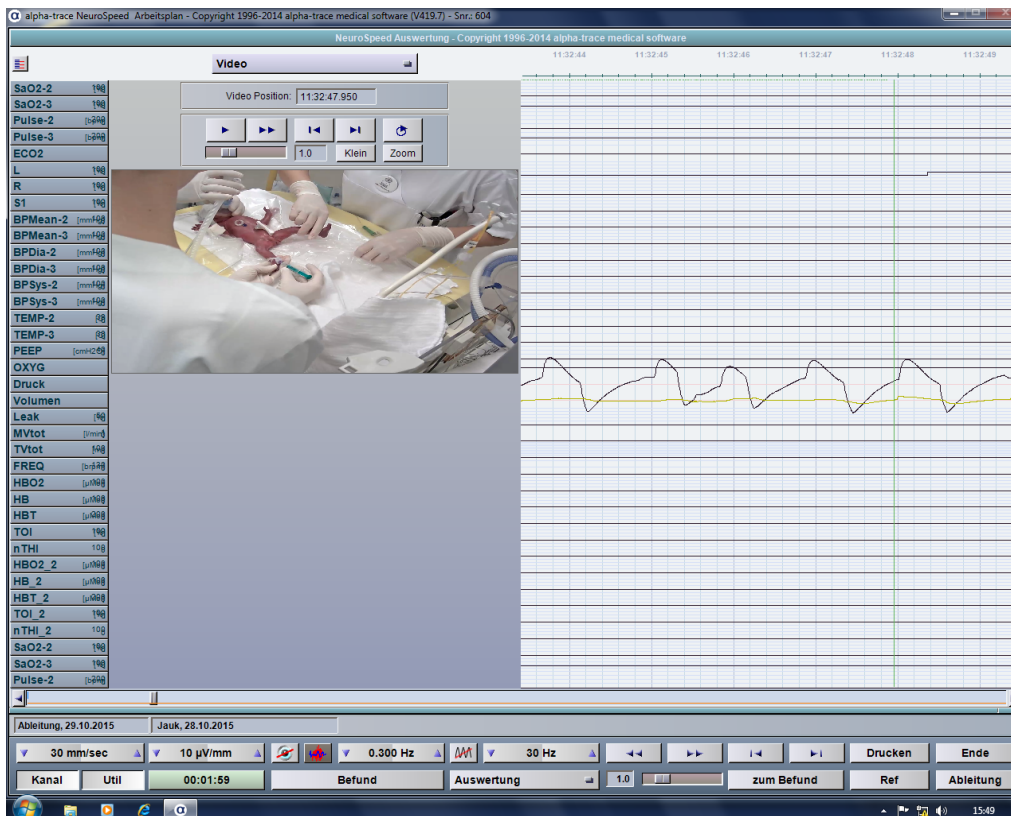 alpha-trace NeuroSpeed Arbeitsplan - Copyright 1996-2014 alpha-trace medical software (V419.7) - Snr.: 604
NeuroSpeed Auswertung - Copyright 1996-2014 alpha-trace medical software
Video
11:32:44 11:32:45 11:32:46 11:32:47 11:32:48 11:32:49
Video Position: 11:32:47.950
1.0 Klein Zoom
SaO2-2
SaO2-3
Pulse-2
Pulse-3
ECO2
L
R
S1
BPMean-2
BPMean-3
BPDia-2
BPDia-3
BPSys-2
BPSys-3
TEMP-2
TEMP-3
PEEP
OXYG
Druck
Volumen
Leak
MVtot [l/min]
TVtot
FREQ
HBO2
HB
HBT
TOI
nTHI
HBO2_2
HB_2
HBT_2
TOI_2
nTHI_2
SaO2-2
SaO2-3
Pulse-2
Ableitung, 29.10.2015 Jauk, 28.10.2015
30 mm/sec 10 µV/mm 0.300 Hz 30 Hz Drucken Ende
Kanal Util 00:01:59 Befund Auswertung 1.0 zum Befund Ref Ableitung
15:49